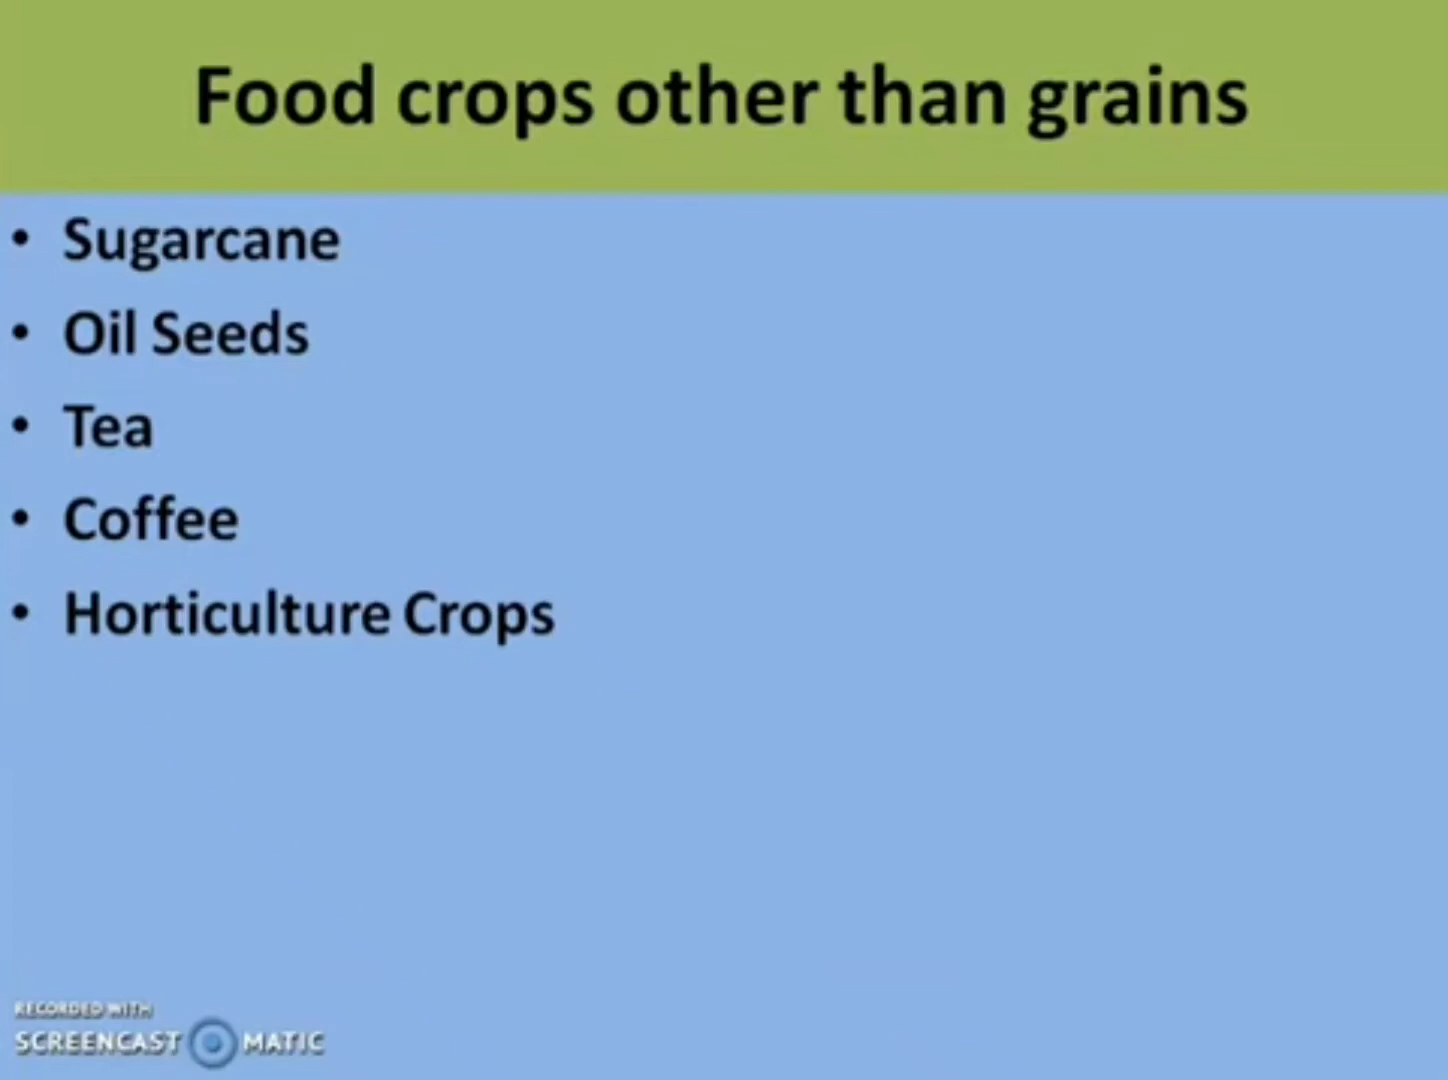 Food crops other than grains
• Sugarcane
• Oil Seeds
• Tea
• Coffee
• Horticulture Crops
RECORDED WITH
SCREENCAST MATIC